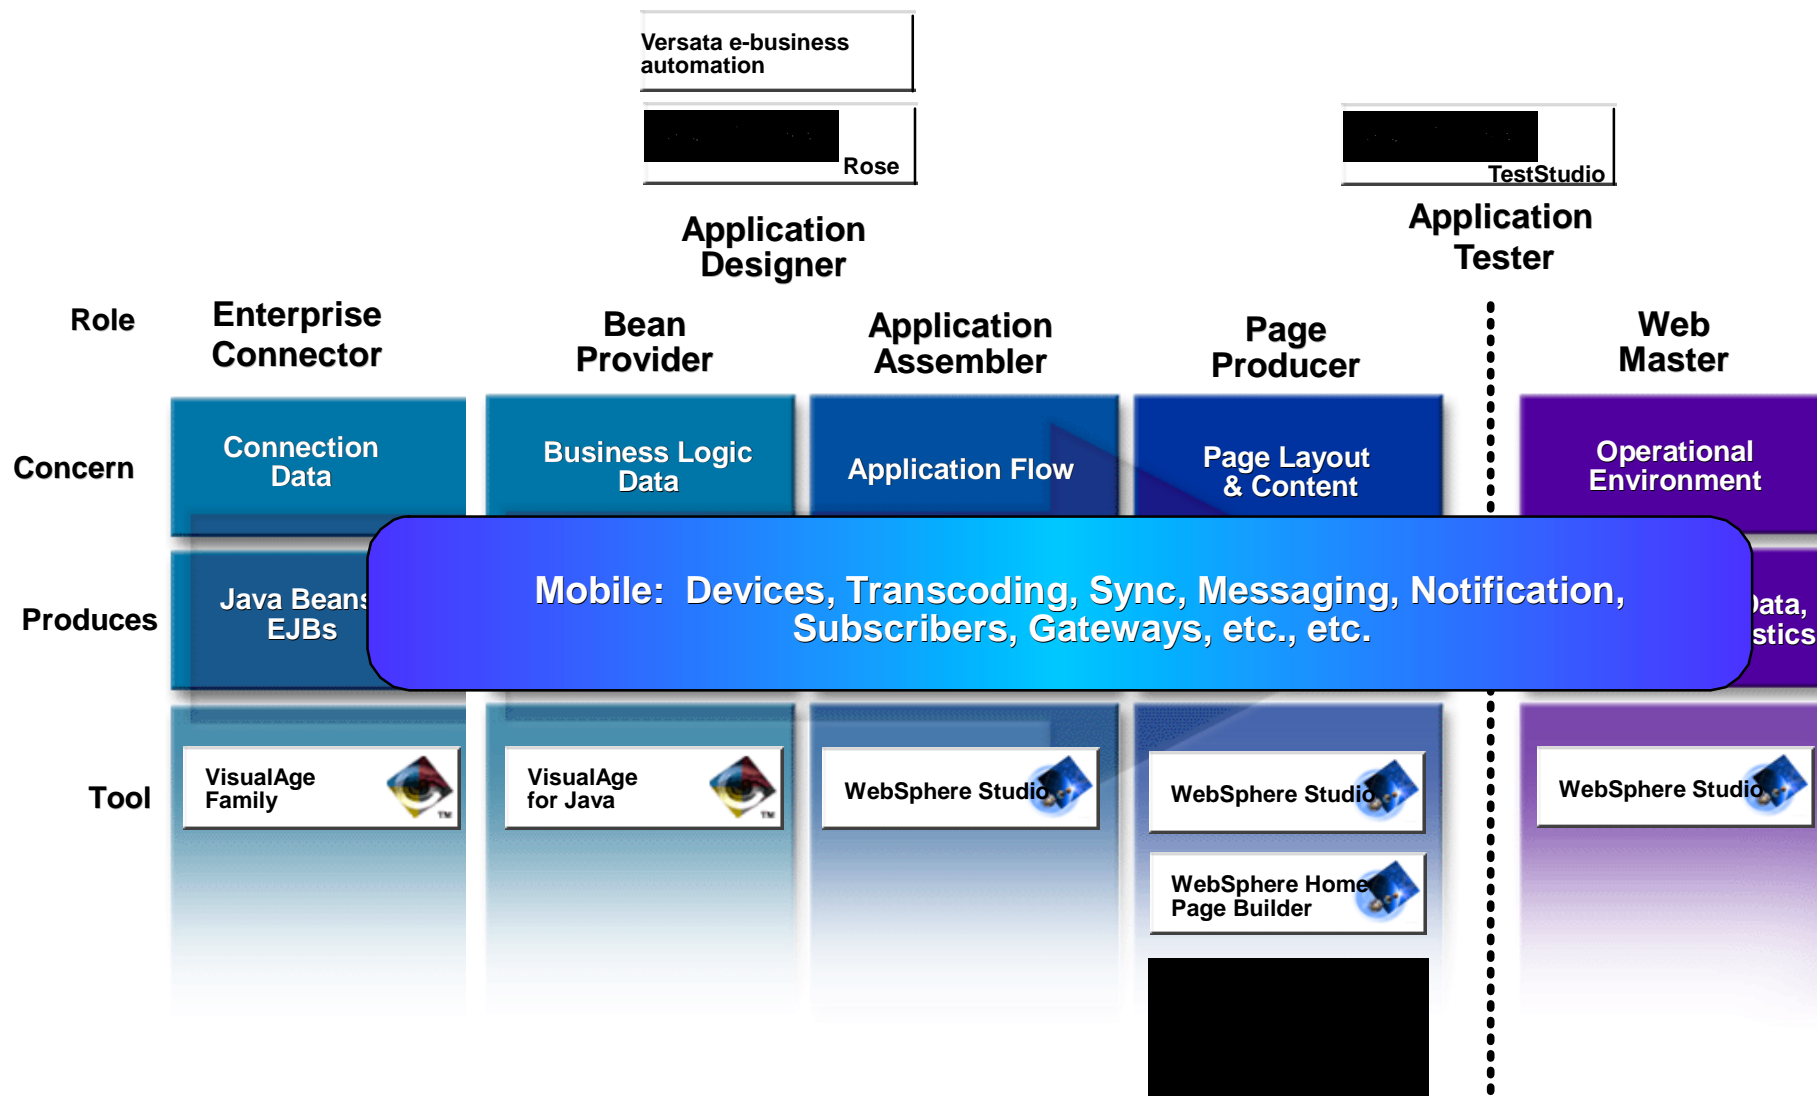 Versata e-business
automation
Rose
TestStudio
Application
Designer
Application
Tester
Role
Enterprise
Connector
Bean
Provider
Application
Assembler
Page
Producer
Web
Master
Concern
Connection
Data
Business Logic
Data
Application Flow
Page Layout
& Content
Operational
Environment
Produces
Java Beans
EJBs
Mobile:  Devices, Transcoding, Sync, Messaging, Notification,
Subscribers, Gateways, etc., etc.
Tool
VisualAge
Family
TM
VisualAge
for Java
TM
WebSphere Studio
WebSphere Studio
WebSphere Home
Page Builder
WebSphere Studio